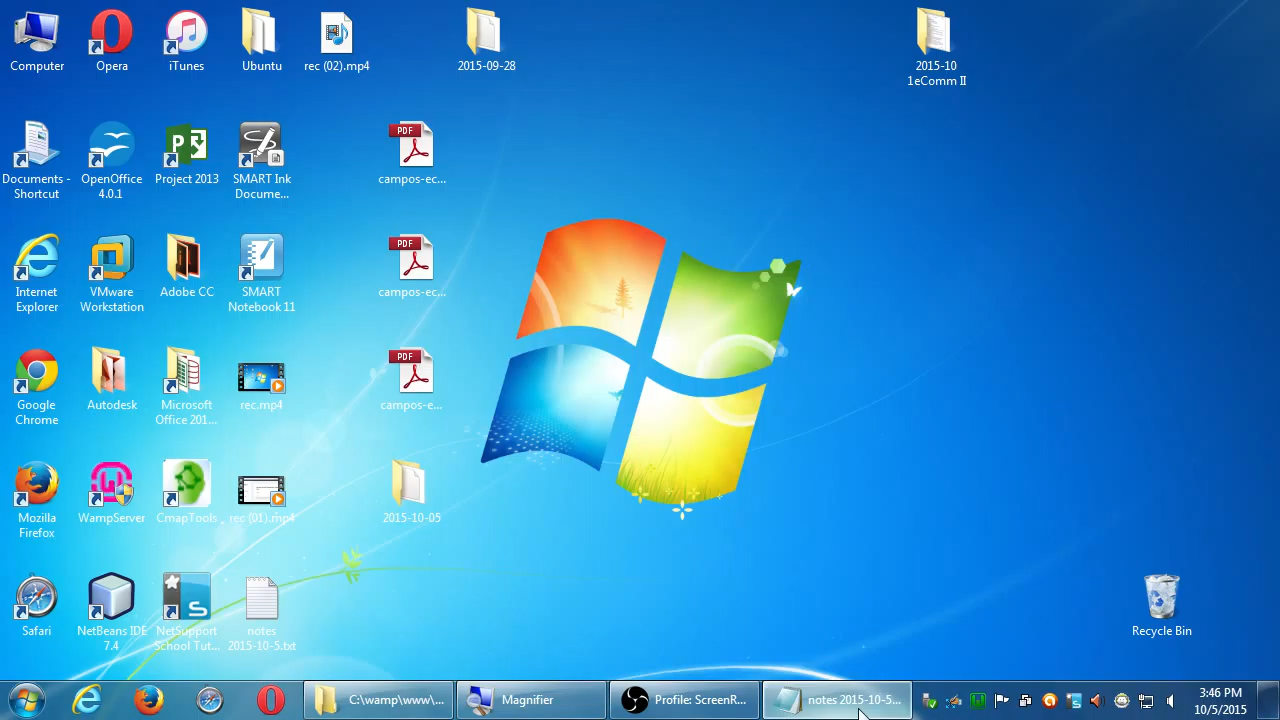 Computer
Opera
iTunes
Ubuntu
rec (02).mp4
2015-09-28
2015-10
1eComm II
Documents -
Shortcut
OpenOffice
4.0.1
Project 2013
SMART Ink
Docume...
PDF
campos-ec...
Internet
Explorer
VMware
Workstation
Adobe CC
SMART
Notebook 11
PDF
campos-ec...
Google
Chrome
Autodesk
Microsoft
Office 201...
rec.mp4
PDF
campos-e...
Mozilla
Firefox
WampServer
CmapTools
rec (01).mp4
2015-10-05
Safari
NetBeans IDE
7.4
NetSupport
School Tut...
notes
2015-10-5.txt
Recycle Bin
C:\wamp\www\...
Magnifier
Profile: ScreenR...
notes 2015-10-5...
3:46 PM
10/5/2015